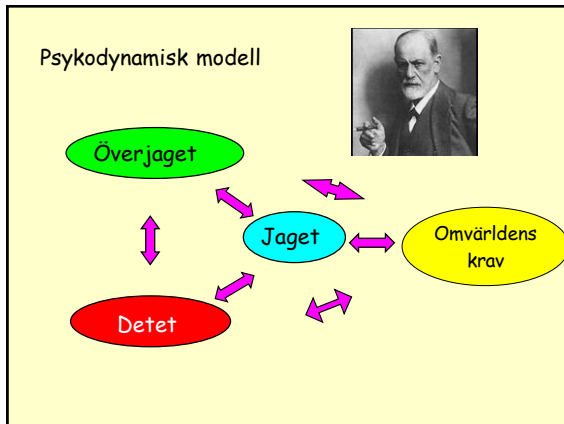 Psykodynamisk modell
Överjaget
Jaget
Omvärldens
krav
Detet